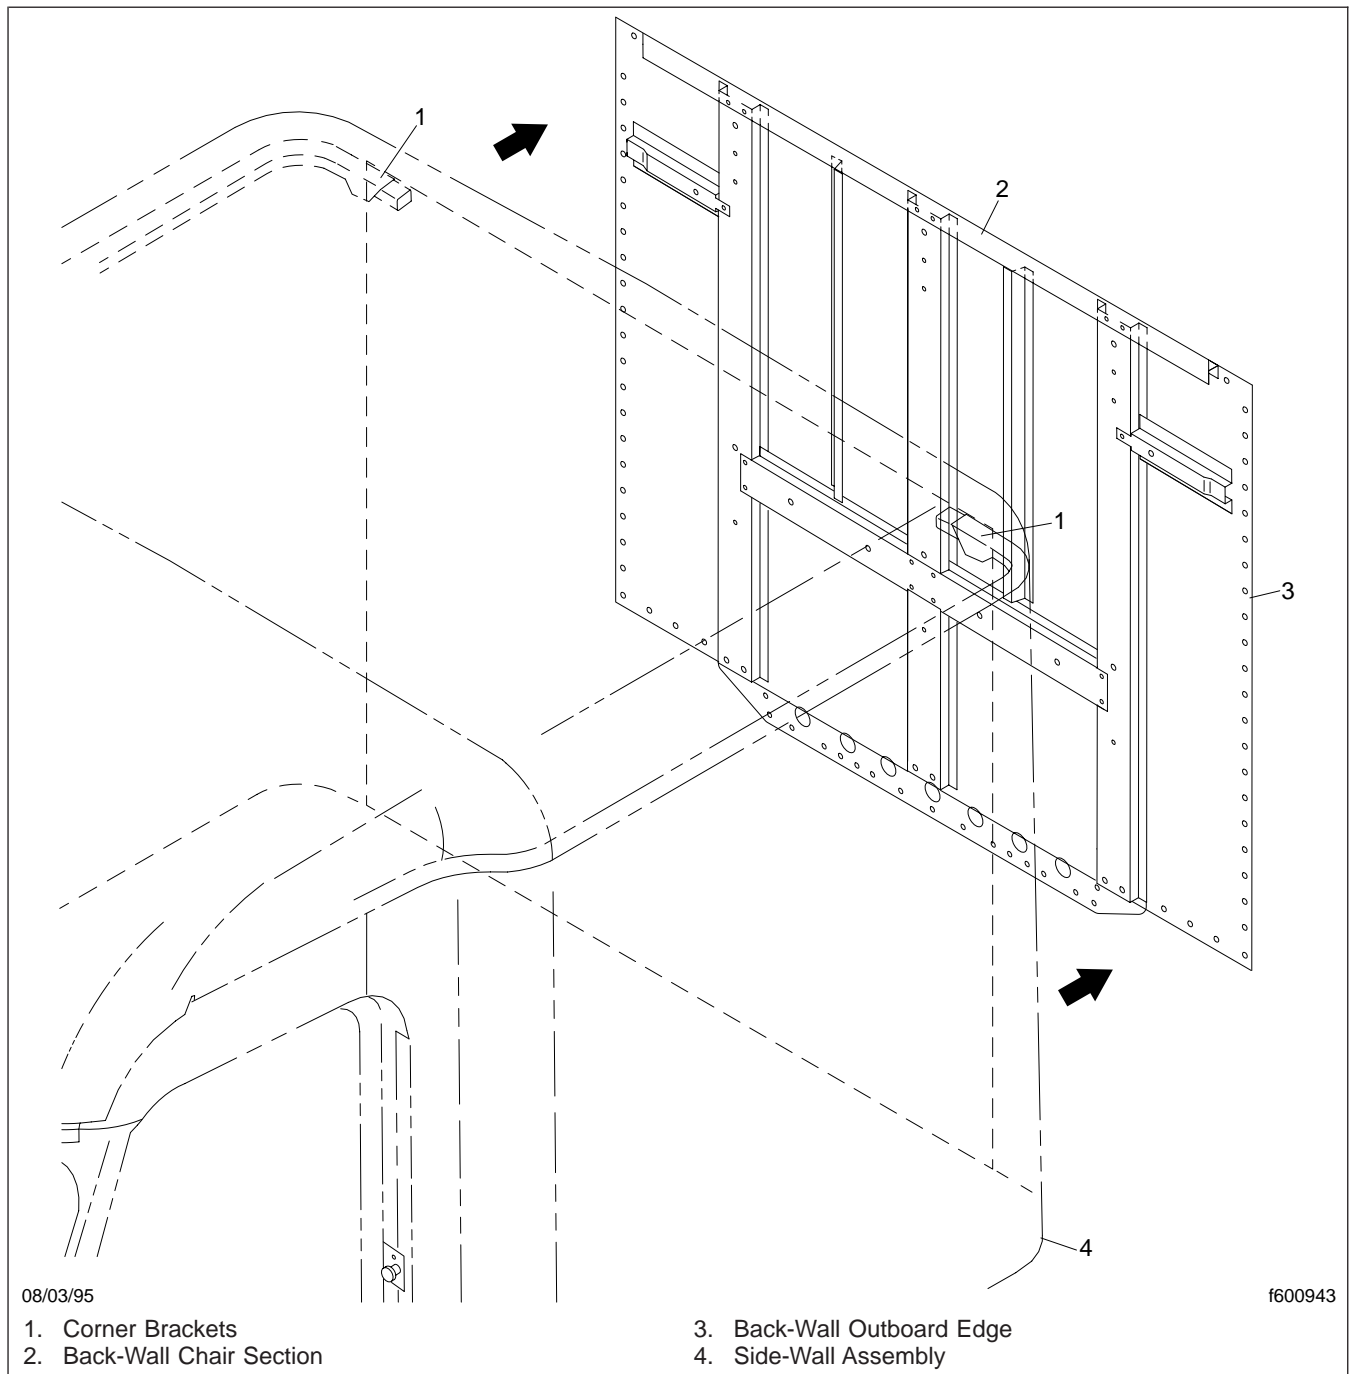 1
2
1
3
4
08/03/95
f600943
1. Corner Brackets
2. Back-Wall Chair Section
3. Back-Wall Outboard Edge
4. Side-Wall Assembly